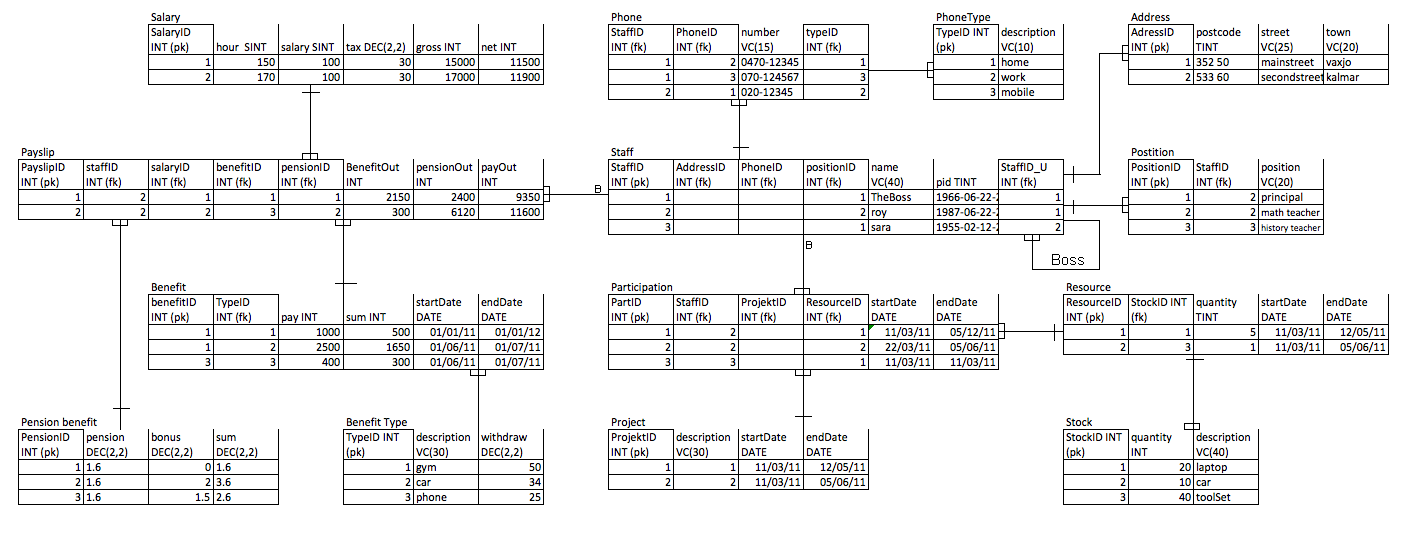 Salary
SalaryID INT (pk) hour SINT salary SINT tax DEC(2,2) gross INT net INT
1 150 100 30 15000 11500
2 170 100 30 17000 11900
Phone
StaffID INT (fk) PhoneID INT (fk) number VC(15) typeID INT (fk)
1 2 0470-12345 1
1 3 070-124567 3
2 1 020-12345 2
PhoneType
TypeID INT (pk) description VC(10)
1 home
2 work
3 mobile
Address
AdressID INT (pk) postcode TINT street VC(25) town VC(20)
1 352 50 mainstreet vaxjo
2 533 60 secondstreet kalmar
Payslip
PayslipID INT (pk) staffID INT (fk) salaryID INT (fk) benefitID INT (fk) pensionID INT (fk) BenefitOut INT pensionOut INT payOut INT
1 2 1 1 1 2150 2400 9350
2 2 2 3 2 300 6120 11600
B
Staff
StaffID INT (pk) AddressID INT (fk) PhoneID INT (fk) positionID INT (fk) name VC(40) pid TINT StaffID_U INT (fk)
1 1 TheBoss 1966-06-22-2 1
2 2 roy 1987-06-22-2 1
3 1 sara 1955-02-12-2 2
B
Boss
Postition
PositionID INT (pk) StaffID INT (fk) position VC(20)
1 2 principal
2 2 math teacher
3 3 history teacher
Benefit
benefitID INT (pk) TypeID INT (fk) pay INT sum INT startDate DATE endDate DATE
1 1 1000 500 01/01/11 01/01/12
1 2 2500 1650 01/06/11 01/07/11
3 3 400 300 01/06/11 01/07/11
Participation
PartID INT (pk) StaffID INT (fk) ProjektID INT (fk) ResourceID INT (fk) startDate DATE endDate DATE
1 2 1 11/03/11 05/12/11
2 2 2 22/03/11 05/06/11
3 3 1 11/03/11 11/03/11
Resource
ResourceID INT (pk) StockID INT (fk) quantity TINT startDate DATE endDate DATE
1 1 5 11/03/11 12/05/11
2 3 1 11/03/11 05/06/11
Pension benefit
PensionID INT (pk) pension DEC(2,2) bonus DEC(2,2) sum DEC(2,2)
1 1.6 0 1.6
2 1.6 2 3.6
3 1.6 1.5 2.6
Benefit Type
TypeID INT (pk) description VC(30) withdraw DEC(2,2)
1 gym 50
2 car 34
3 phone 25
Project
ProjektID INT (pk) description VC(30) startDate DATE endDate DATE
1 1 11/03/11 12/05/11
2 2 11/03/11 05/06/11
Stock
StockID INT (pk) quantity INT description VC(40)
1 20 laptop
2 10 car
3 40 toolSet